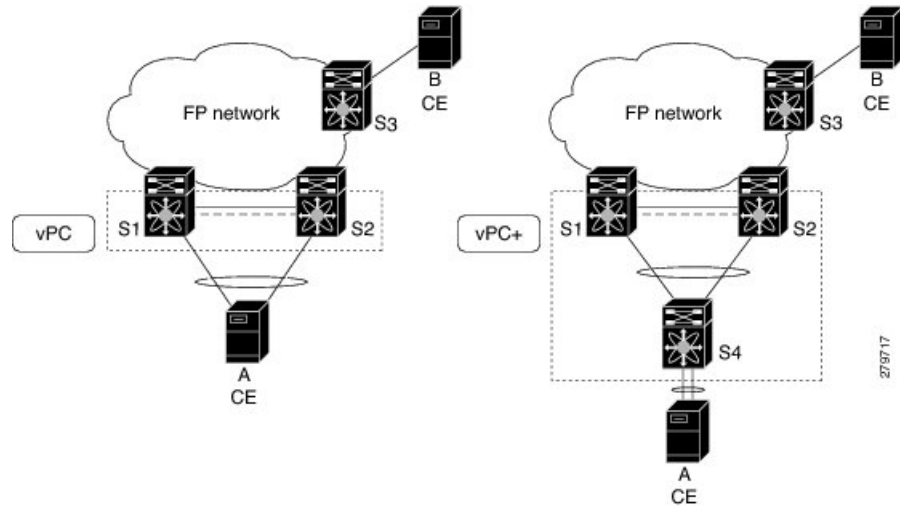 B
CE
FP network
S3
S1
S2
vPC
A
CE
B
CE
FP network
S3
S1
S2
vPC+
S4
A
CE
279717